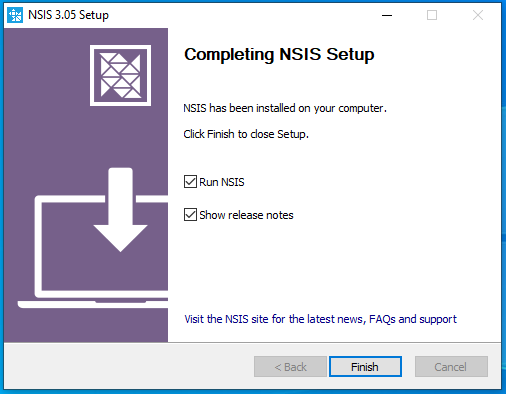 NSIS 3.05 Setup
Completing NSIS Setup
NSIS has been installed on your computer.
Click Finish to close Setup.
Run NSIS
Show release notes
Visit the NSIS site for the latest news, FAQs and support
< Back
Finish
Cancel